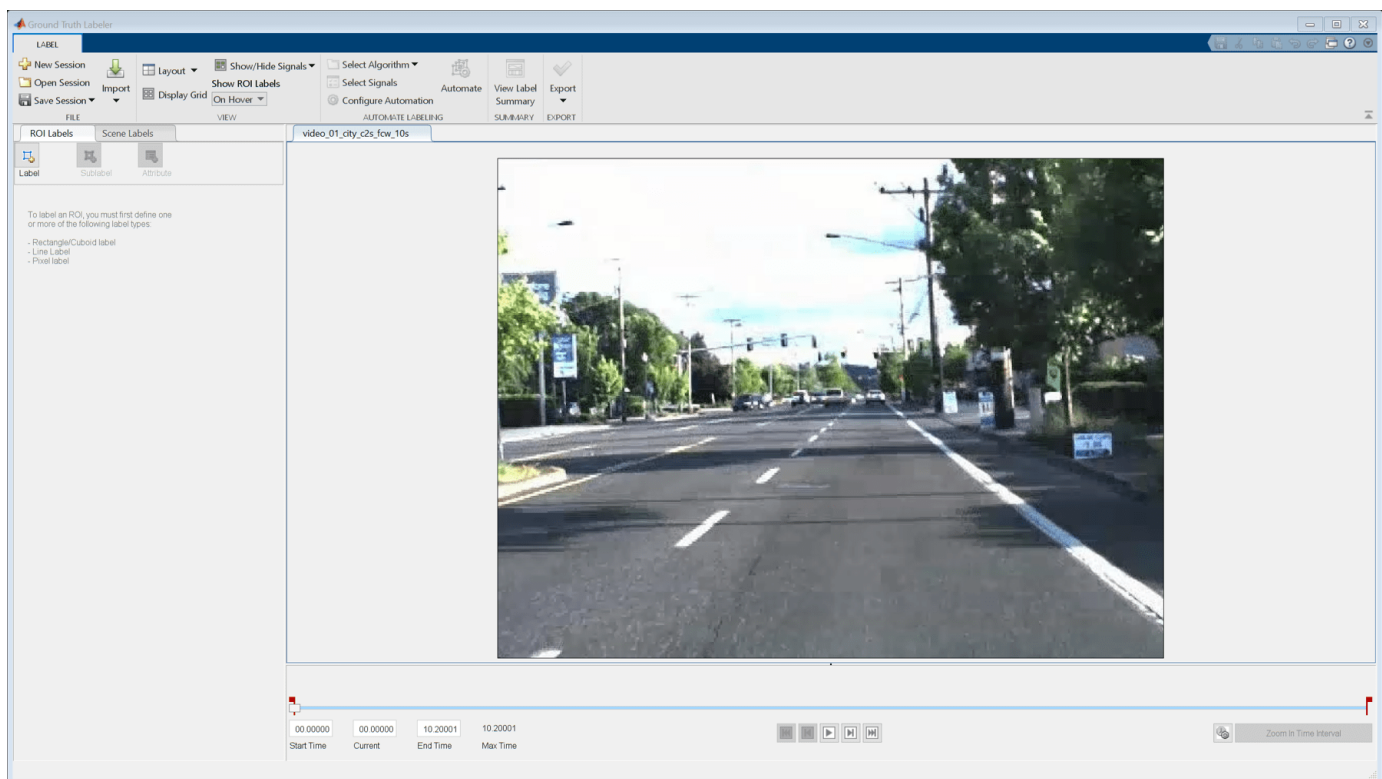 Ground Truth Labeler
LABEL
New Session
Open Session
Save Session
Import
FILE
Layout
Display Grid
Show/Hide Signals
Show ROI Labels
On Hover
VIEW
Select Algorithm
Select Signals
Configure Automation
Automate
AUTOMATE LABELING
View Label
Summary
SUMMARY
Export
EXPORT
ROI Labels
Scene Labels
video_01_city_c2s_fcw_10s
Label
Sublabel
Attribute
To label an ROI, you must first define one
or more of the following label types:
- Rectangle/Cuboid label
- Line Label
- Pixel label
00.00000
00.00000
10.20001
10.20001
Start Time
Current
End Time
Max Time
Zoom In Time Interval